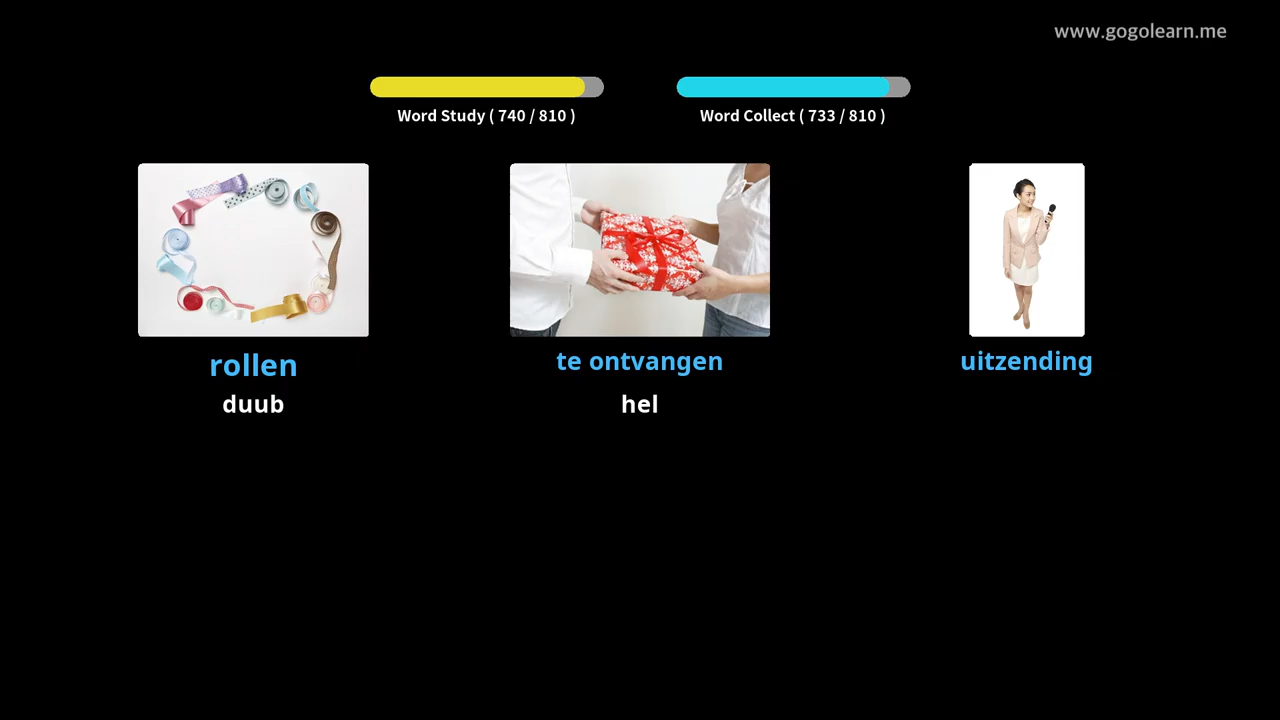 www.gogolearn.me
Word Study ( 740 / 810 )
Word Collect ( 733 / 810 )
rollen
te ontvangen
uitzending
duub
hel